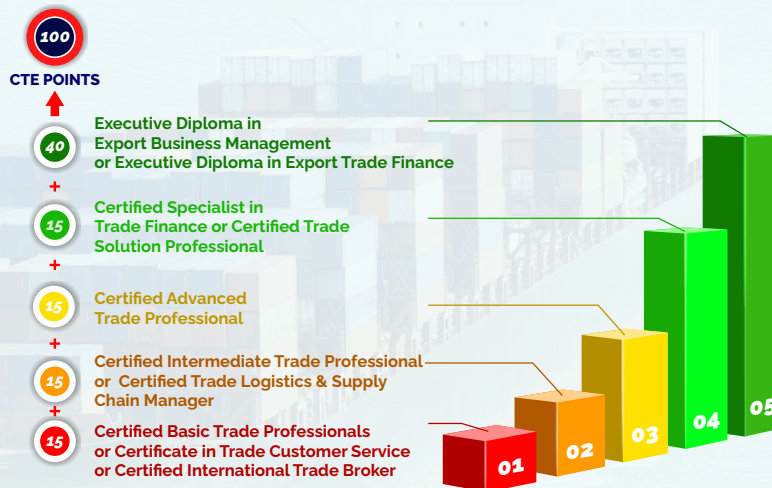 100
CTE POINTS
40
Executive Diploma in
Export Business Management
or Executive Diploma in Export Trade Finance
+
15
Certified Specialist in
Trade Finance or Certified Trade
Solution Professional
+
15
Certified Advanced
Trade Professional
+
15
Certified Intermediate Trade Professional
or Certified Trade Logistics & Supply
Chain Manager
+
15
Certified Basic Trade Professionals
or Certificate in Trade Customer Service
or Certified International Trade Broker
01
02
03
04
05